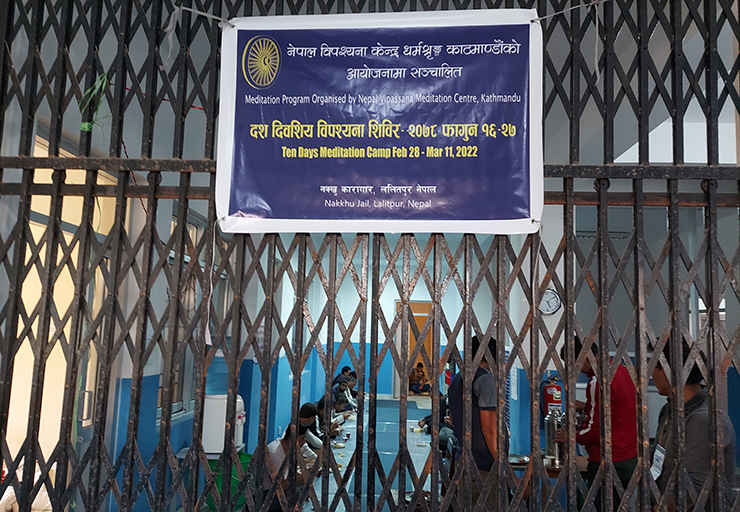 नेपाल विपश्यना केन्द्र धर्मश्रृङ्ग काठमाण्डौंको
आयोजनामा सञ्चालित
Meditation Program Organised by Nepal Vipassana Meditation Centre, Kathmandu
दश दिवशिय विपश्यना शिविर- २०७८ फागुन १६-२७
Ten Days Meditation Camp Feb 28 - Mar 11, 2022
नक्खु कारागार, ललितपुर नेपाल
Nakkhu Jail, Lalitpur, Nepal